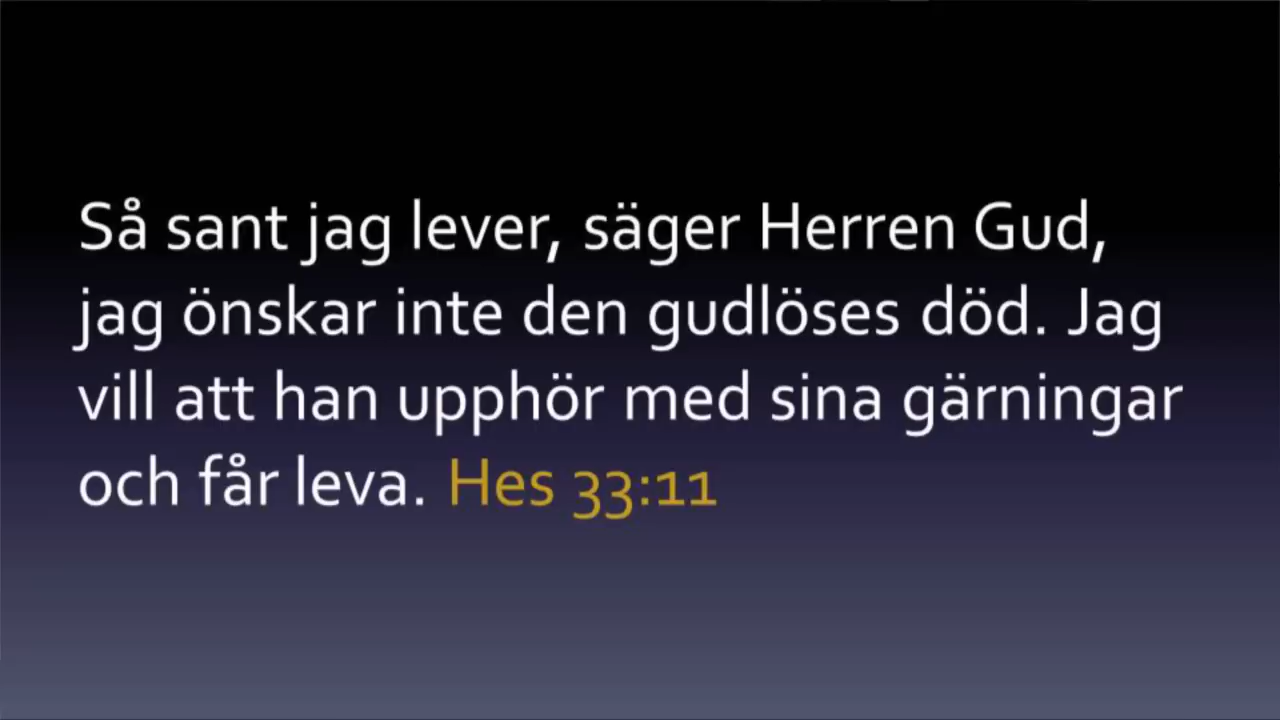 Så sant jag lever, säger Herren Gud,
jag önskar inte den gudlöses död. Jag
vill att han upphör med sina gärningar
och får leva. Hes 33:11